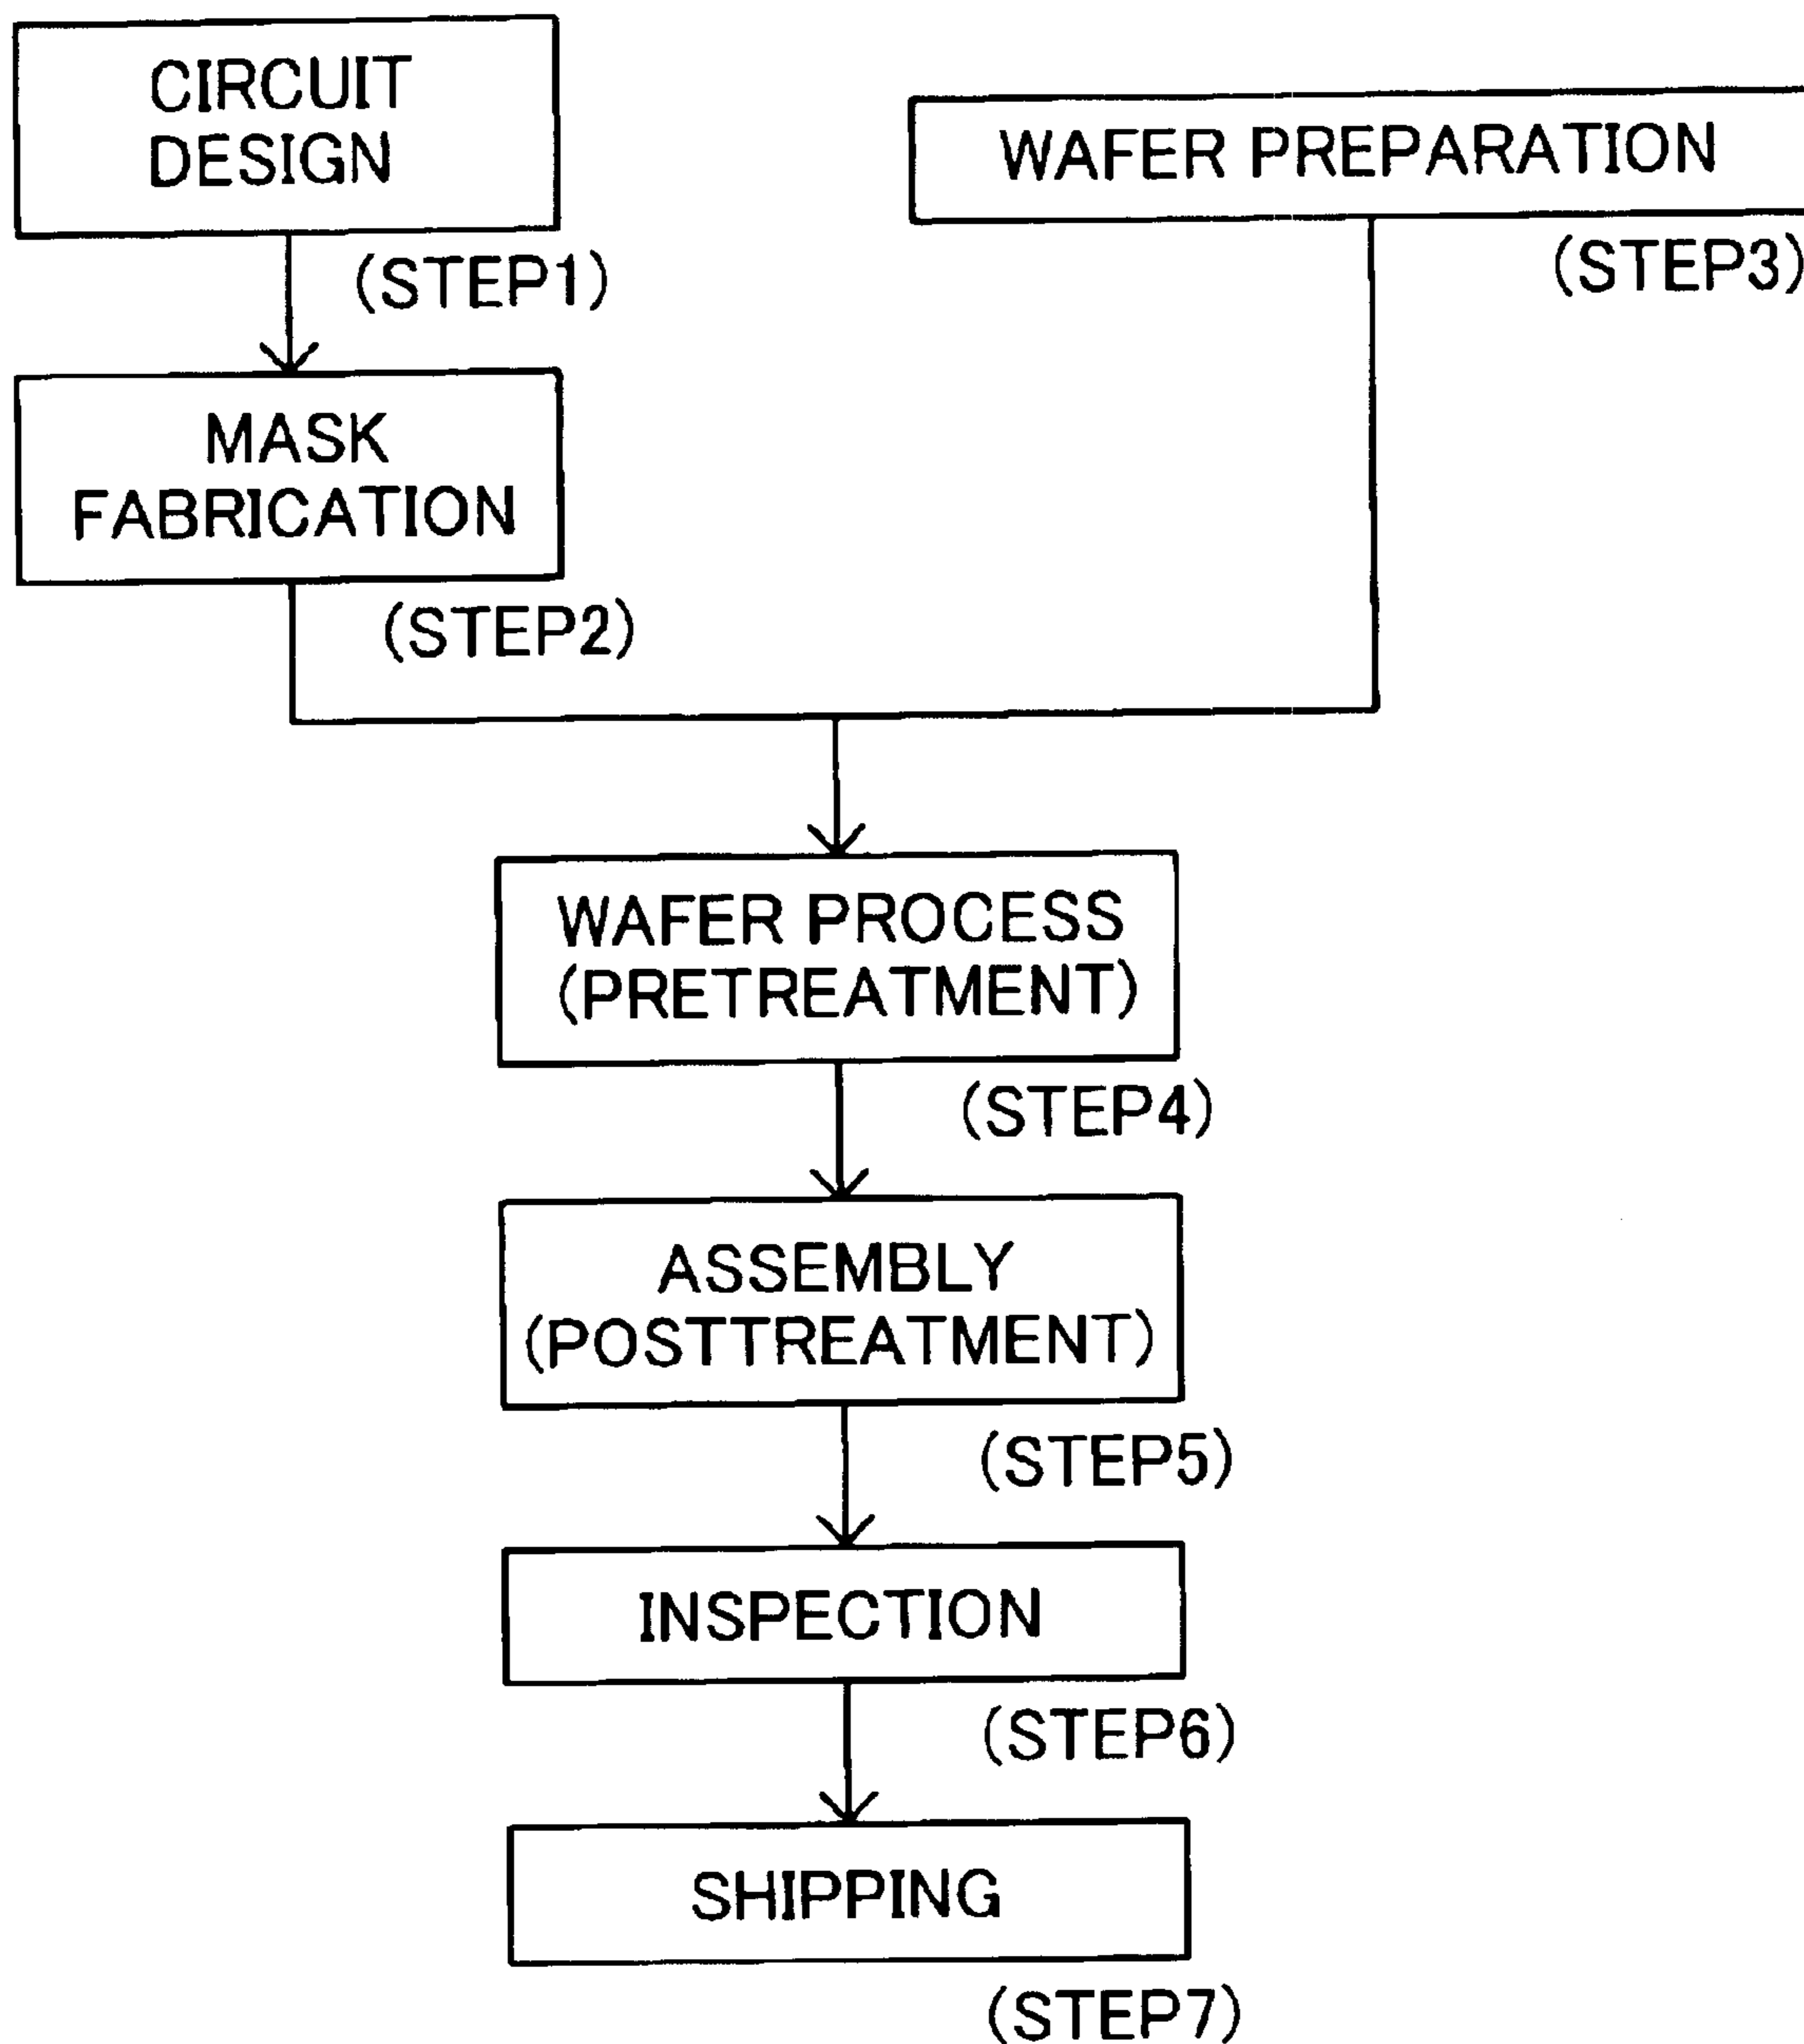 CIRCUIT
DESIGN
(STEP1)
MASK
FABRICATION
(STEP2)
WAFER PREPARATION
(STEP3)
WAFER PROCESS
(PRETREATMENT)
(STEP4)
ASSEMBLY
(POSTTREATMENT)
(STEP5)
INSPECTION
(STEP6)
SHIPPING
(STEP7)